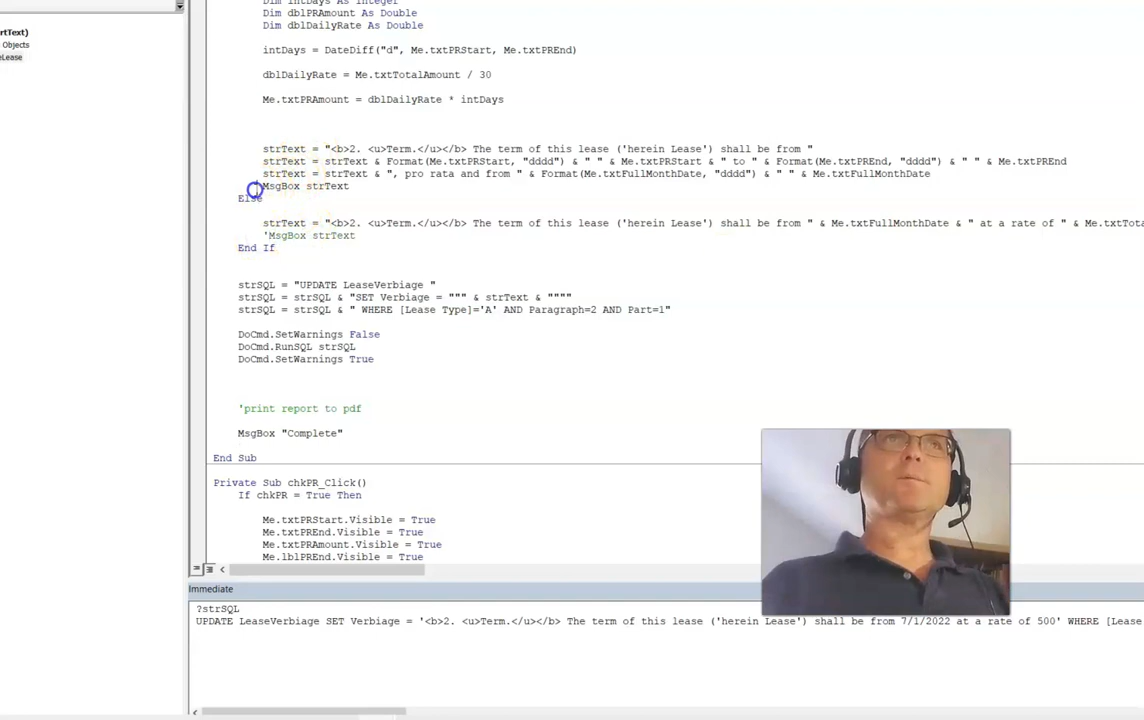 rtText)
Objects
eLease
Dim intDays As Integer
Dim dblPRAmount As Double
Dim dblDailyRate As Double
intDays = DateDiff("d", Me.txtPRStart, Me.txtPREnd)
dblDailyRate = Me.txtTotalAmount / 30
Me.txtPRAmount = dblDailyRate * intDays
strText = "<b>2. <u>Term.</u></b> The term of this lease ('herein Lease') shall be from "
strText = strText & Format(Me.txtPRStart, "dddd") & " " & Me.txtPRStart & " to " & Format(Me.txtPREnd, "dddd") & " " & Me.txtPREnd
strText = strText & ", pro rata and from " & Format(Me.txtFullMonthDate, "dddd") & " " & Me.txtFullMonthDate
MsgBox strText
Else
strText = "<b>2. <u>Term.</u></b> The term of this lease ('herein Lease') shall be from " & Me.txtFullMonthDate & " at a rate of " & Me.txtTota
'MsgBox strText
End If
strSQL = "UPDATE LeaseVerbiage "
strSQL = strSQL & "SET Verbiage = """ & strText & """"
strSQL = strSQL & " WHERE [Lease Type]='A' AND Paragraph=2 AND Part=1"
DoCmd.SetWarnings False
DoCmd.RunSQL strSQL
DoCmd.SetWarnings True
'print report to pdf
MsgBox "Complete"
End Sub
Private Sub chkPR_Click()
If chkPR = True Then
Me.txtPRStart.Visible = True
Me.txtPREnd.Visible = True
Me.txtPRAmount.Visible = True
Me.lblPREnd.Visible = True
Immediate
?strSQL
UPDATE LeaseVerbiage SET Verbiage = '<b>2. <u>Term.</u></b> The term of this lease ('herein Lease') shall be from 7/1/2022 at a rate of 500' WHERE [Lease